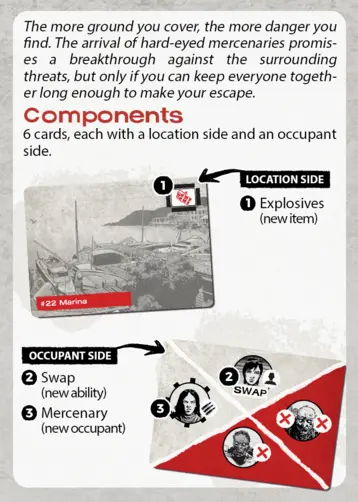 The more ground you cover, the more danger you
find. The arrival of hard-eyed mercenaries promis-
es a breakthrough against the surrounding
threats, but only if you can keep everyone togeth-
er long enough to make your escape.
Components
6 cards, each with a location side and an occupant
side.
LOCATION SIDE
1
1 Explosives
(new item)
#22 Marina
OCCUPANT SIDE
2 Swap
(new ability)
3 Mercenary
(new occupant)
2
SWAP
3